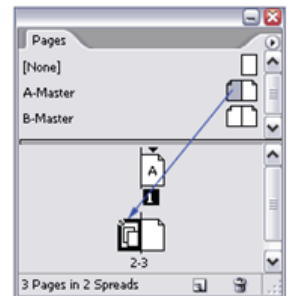 Pages
[None]
A-Master
B-Master
A
1
2-3
3 Pages in 2 Spreads